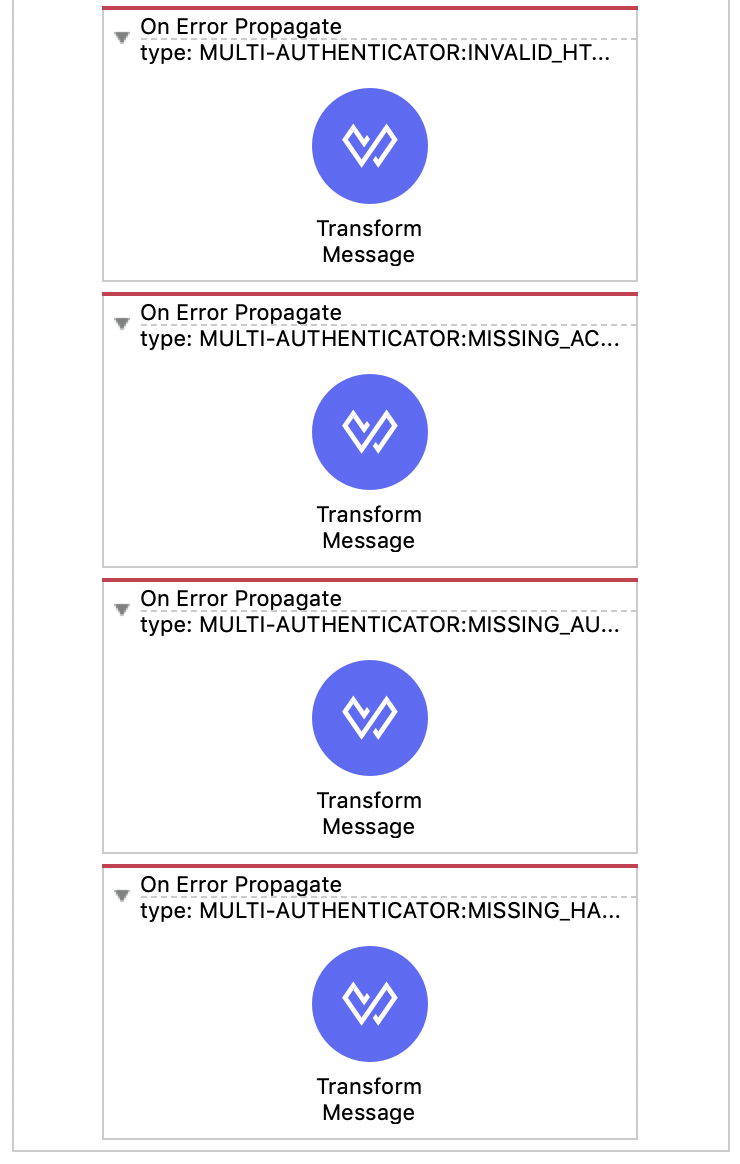 On Error Propagate
type: MULTI-AUTHENTICATOR:INVALID_HT...
Transform
Message
On Error Propagate
type: MULTI-AUTHENTICATOR:MISSING_AC...
Transform
Message
On Error Propagate
type: MULTI-AUTHENTICATOR:MISSING_AU...
Transform
Message
On Error Propagate
type: MULTI-AUTHENTICATOR:MISSING_HA...
Transform
Message